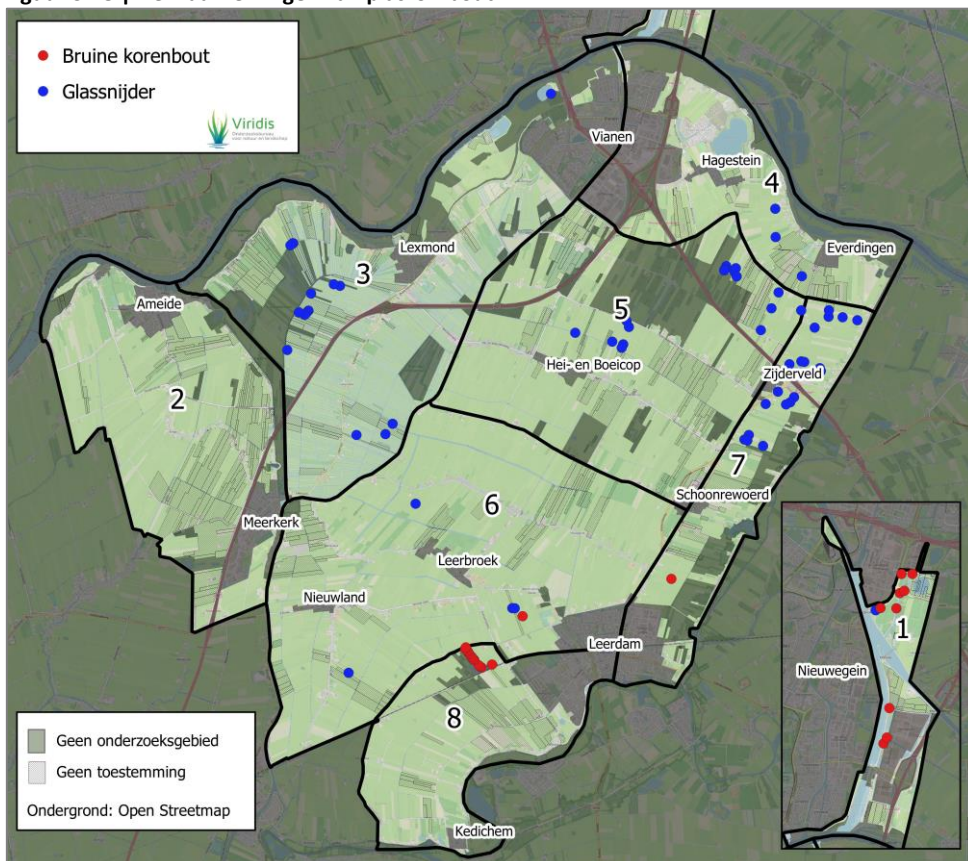 Bruine korenbout
Glassnijder
Viridis
Vianen
Hagestein
4
Everdingen
Lexmond
3
Ameide
5
Hei- en Boeicop
Zijderveld
2
7
Schoonrewoerd
6
Meerkerk
Leerbroek
Nieuwland
Leerdam
1
Nieuwegein
8
Geen onderzoeksgebied
Geen toestemming
Ondergrond: Open Streetmap
Kedichem